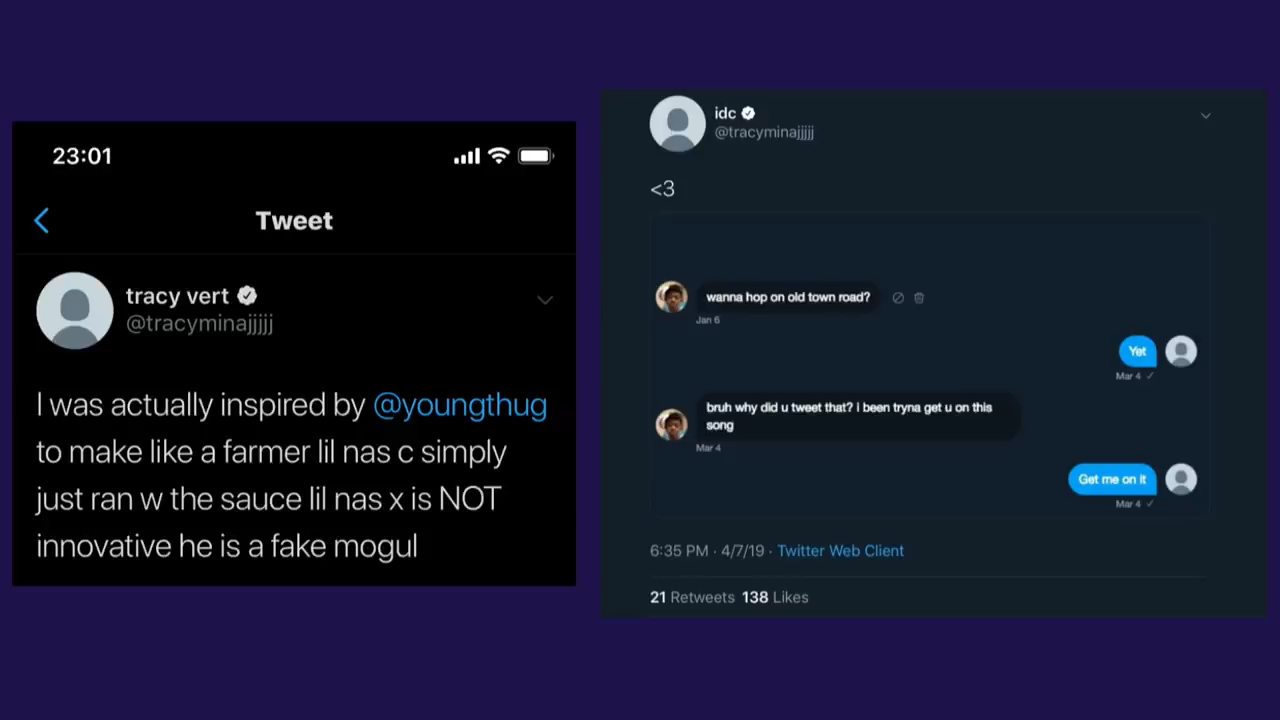 23:01
Tweet
tracy vert
@tracyminajjjjj
I was actually inspired by @youngthug
to make like a farmer lil nas c simply
just ran w the sauce lil nas x is NOT
innovative he is a fake mogul
idc
@tracyminajjjjj
<3
wanna hop on old town road?
Jan 6
Yet
Mar 4 ✓
bruh why did u tweet that? I been tryna get u on this
song
Mar 4
Get me on it
Mar 4 ✓
6:35 PM · 4/7/19 · Twitter Web Client
21 Retweets 138 Likes